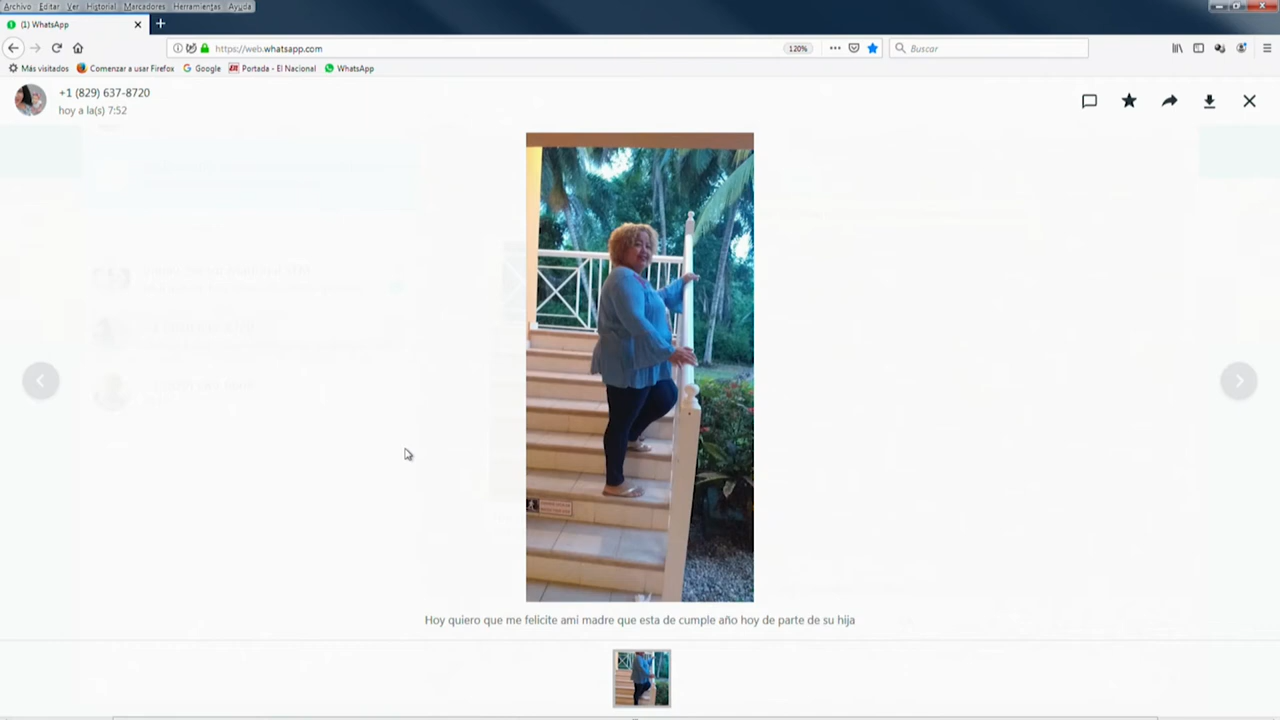 Archivo Editar Ver Historial Marcadores Herramientas Ayuda
(1) WhatsApp
https://web.whatsapp.com
120%
Buscar
Más visitados
Comenzar a usar Firefox
Google
Portada - El Nacional
WhatsApp
+1 (829) 637-8720
hoy a la(s) 7:52
Hoy quiero que me felicite ami madre que esta de cumple año hoy de parte de su hija